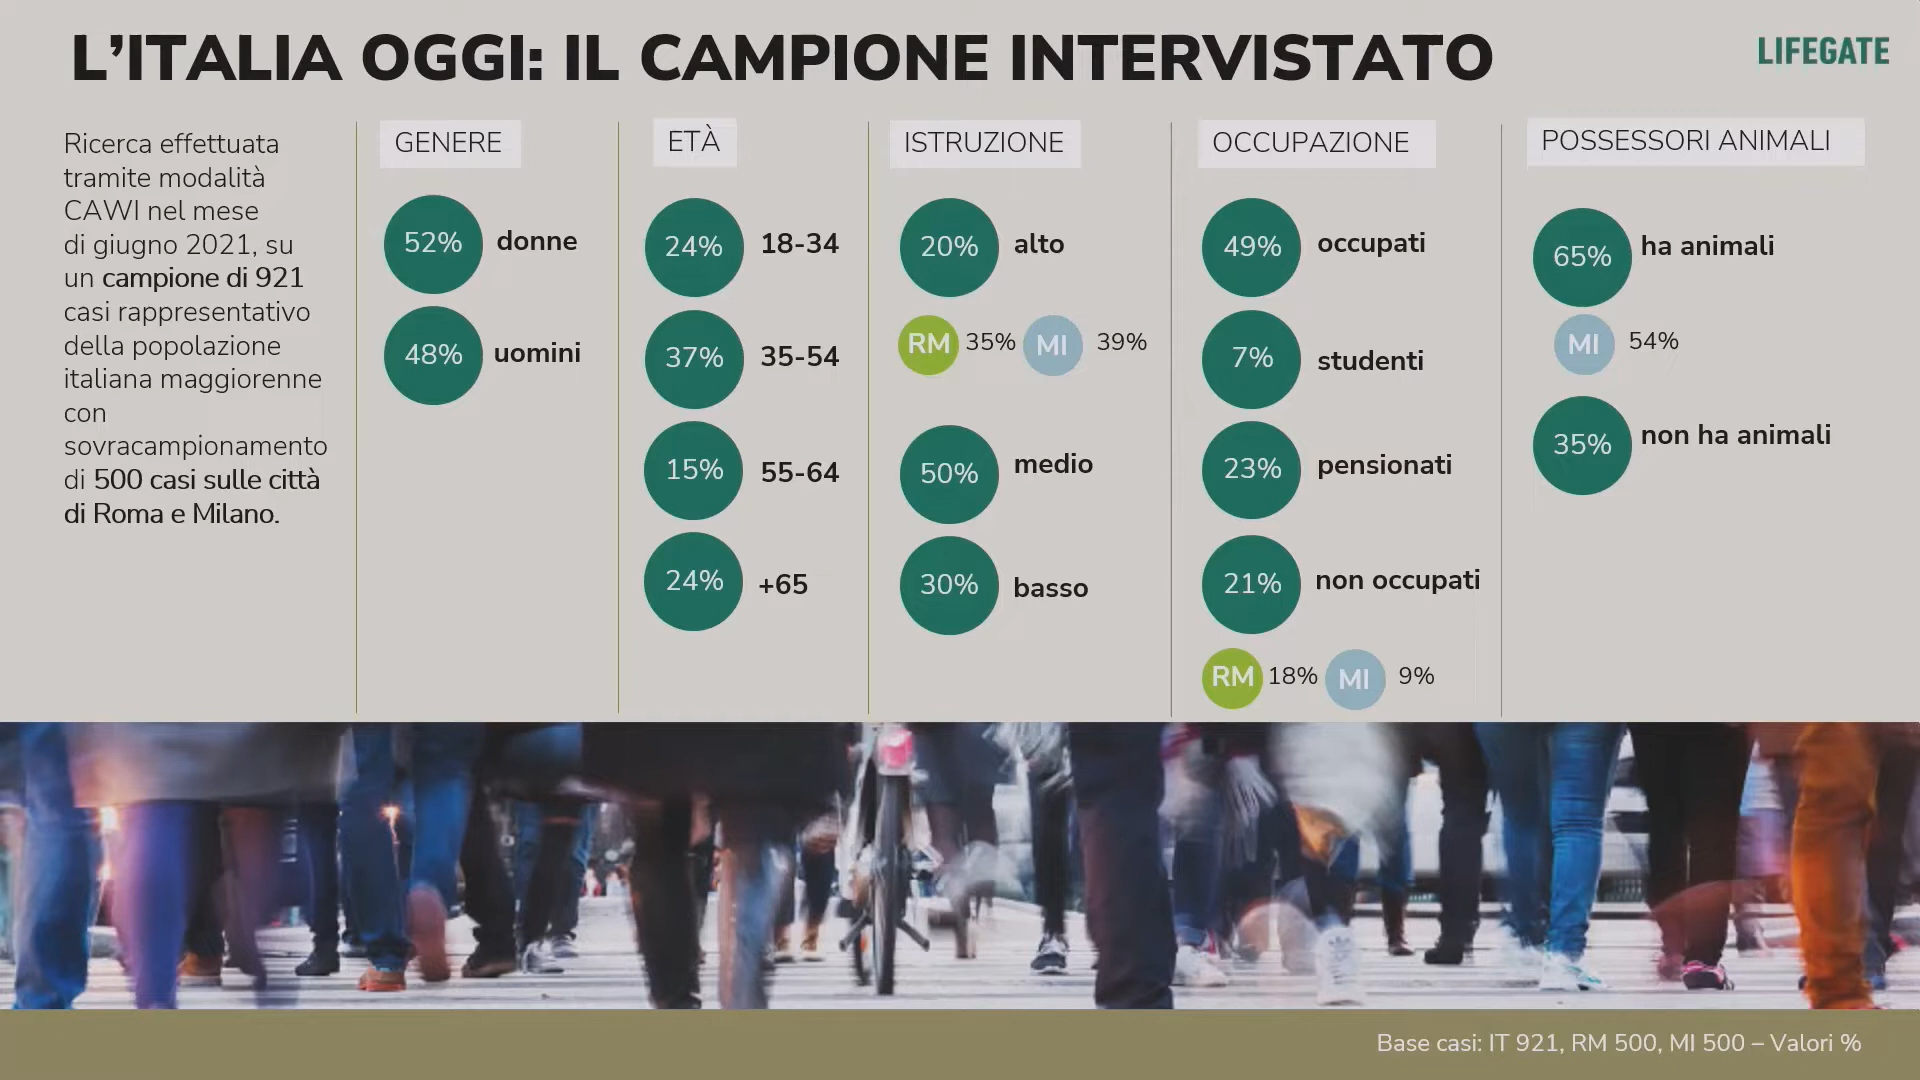 L'ITALIA OGGI: IL CAMPIONE INTERVISTATO
LIFEGATE
Ricerca effettuata
tramite modalità
CAWI nel mese
di giugno 2021, su
un campione di 921
casi rappresentativo
della popolazione
italiana maggiorenne
con
sovracampionamento
di 500 casi sulle città
di Roma e Milano.
GENERE
52% donne
48% uomini
ETÀ
24% 18-34
37% 35-54
15% 55-64
24% +65
ISTRUZIONE
20% alto
RM 35% MI 39%
50% medio
30% basso
OCCUPAZIONE
49% occupati
7% studenti
23% pensionati
21% non occupati
RM 18% MI 9%
POSSESSORI ANIMALI
65% ha animali
MI 54%
35% non ha animali
Base casi: IT 921, RM 500, MI 500 – Valori %